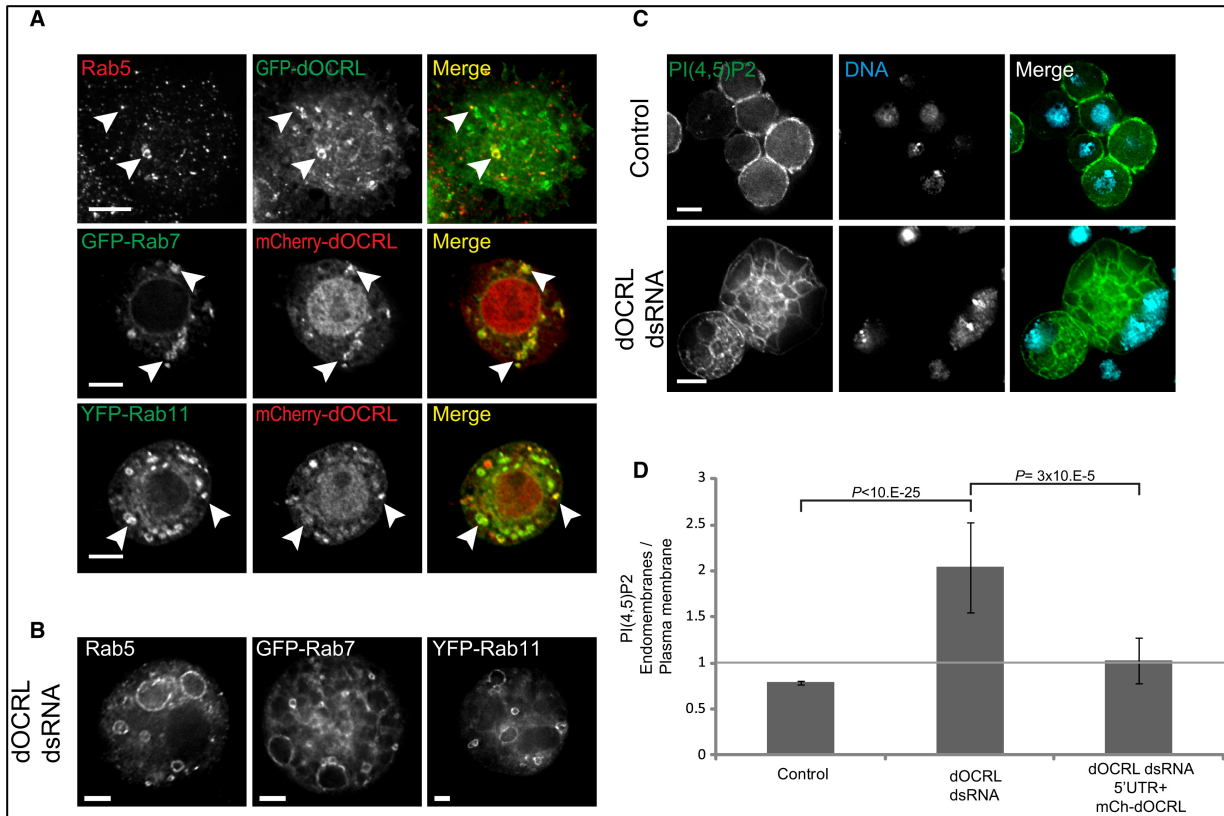 A
Rab5
GFP-dOCRL
Merge
GFP-Rab7
mCherry-dOCRL
Merge
YFP-Rab11
mCherry-dOCRL
Merge
B
dOCRL
dsRNA
Rab5
GFP-Rab7
YFP-Rab11
C
PI(4,5)P2
DNA
Merge
Control
dOCRL
dsRNA
D
PI(4,5)P2
Endomembranes /
Plasma membrane
3
2.5
2
1.5
1
0.5
0
P<10.E-25
P= 3x10.E-5
Control
dOCRL
dsRNA
dOCRL dsRNA
5'UTR+
mCh-dOCRL